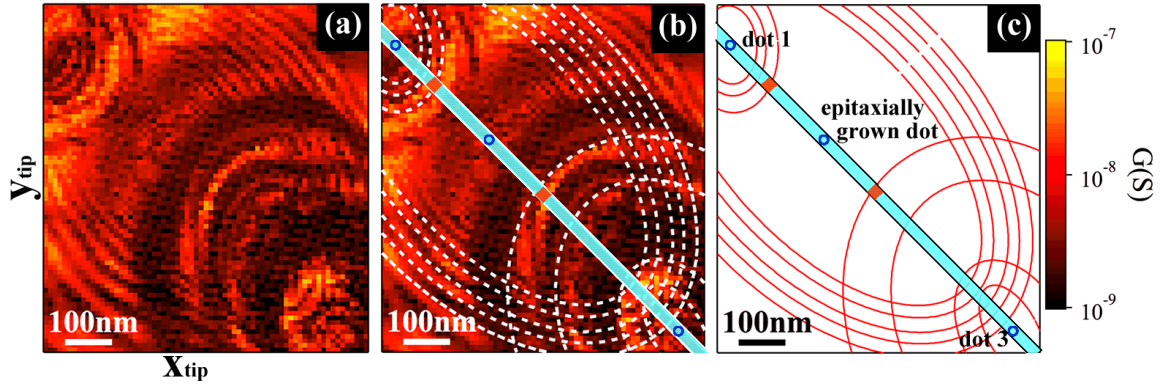 (a)
(b)
(c)
dot 1
epitaxially
grown dot
dot 3
100nm
100nm
100nm
y_tip
x_tip
10⁻⁷
10⁻⁸
10⁻⁹
G(S)